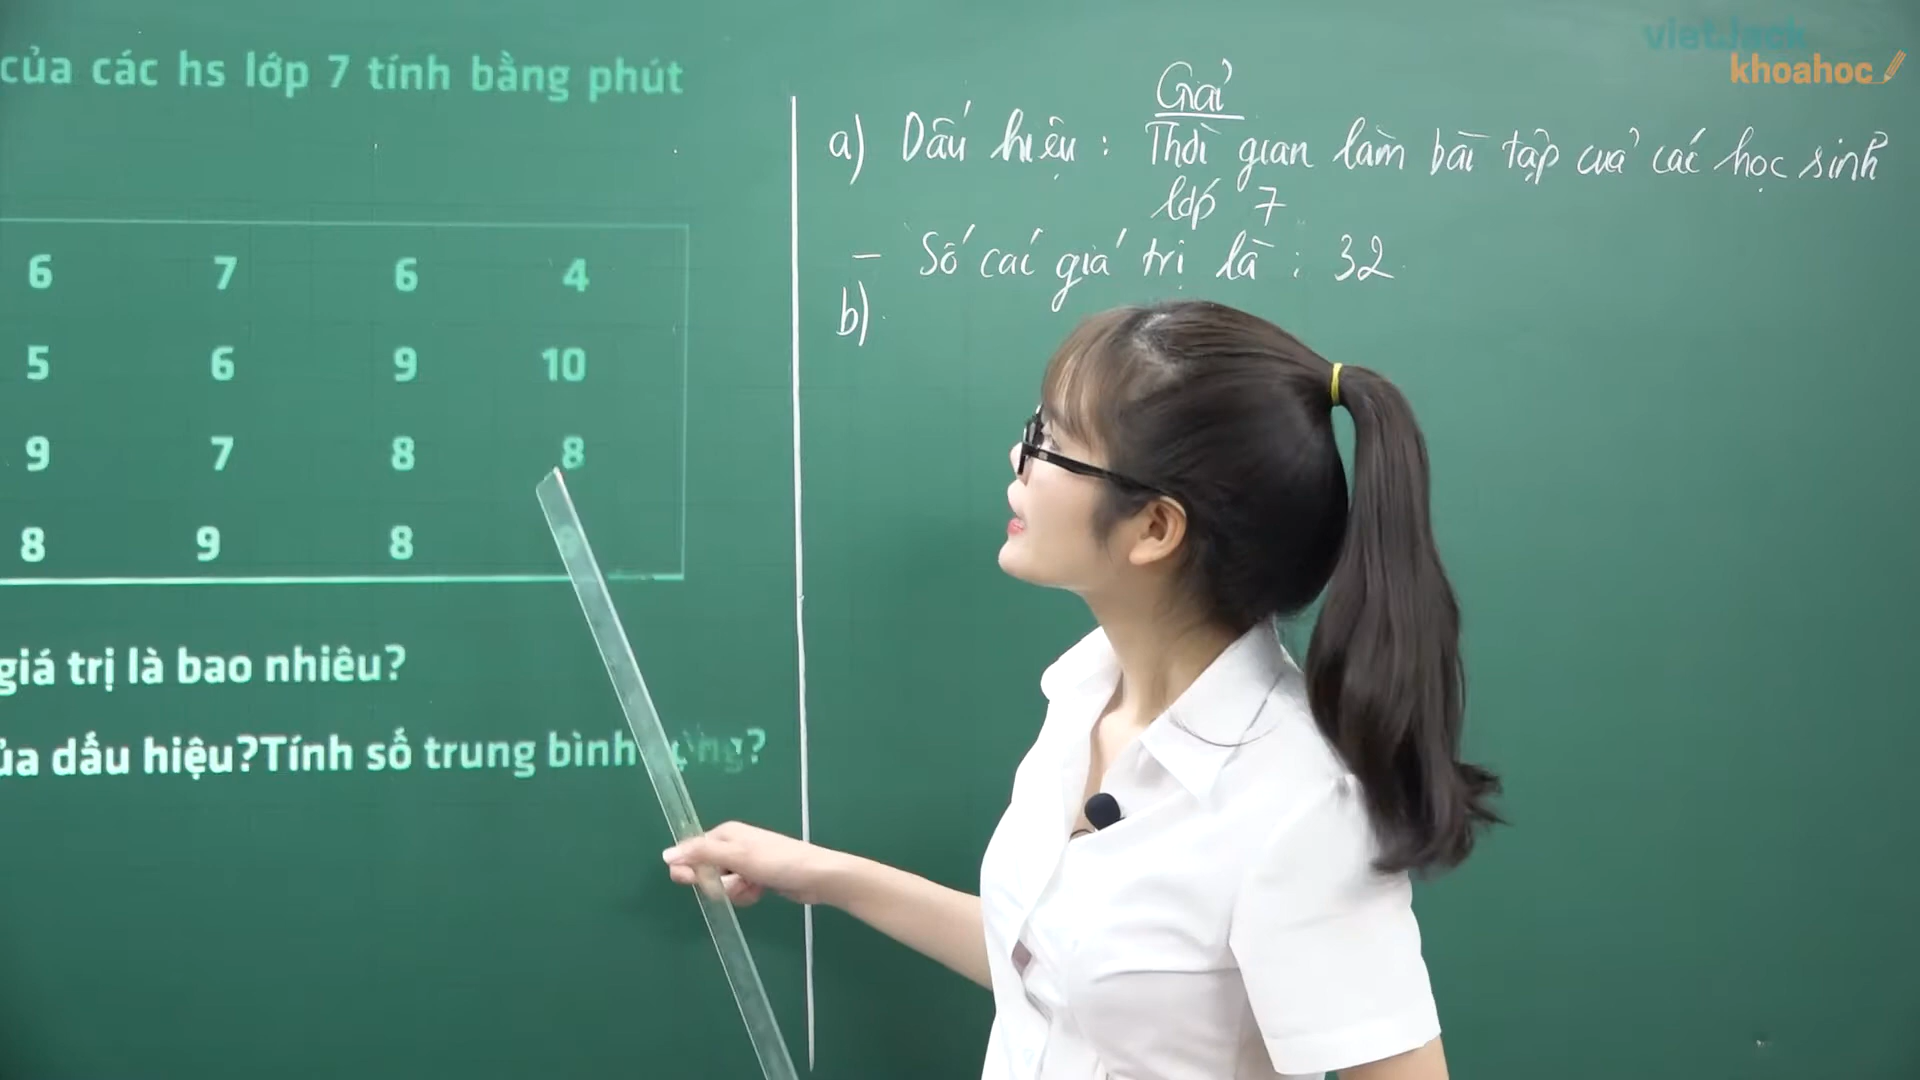 của các hs lớp 7 tính bằng phút
6 7 6 4
5 6 9 10
9 7 8 8
8 9 8
giá trị là bao nhiêu?
ủa dấu hiệu?Tính số trung bình cộng?
Giải
a) Dấu hiệu : Thời gian làm bài tập của các học sinh
lớp 7
– Số các giá trị là : 32
b)
vietJack
khoahoc